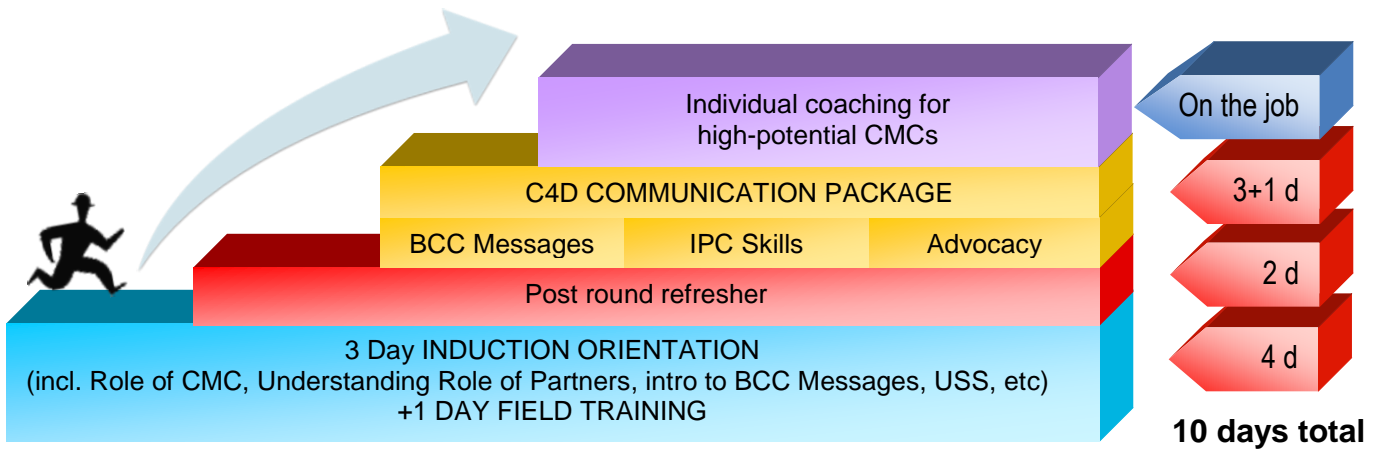 Individual coaching for
high-potential CMCs
On the job
C4D COMMUNICATION PACKAGE
3+1 d
BCC Messages
IPC Skills
Advocacy
Post round refresher
2 d
3 Day INDUCTION ORIENTATION
(incl. Role of CMC, Understanding Role of Partners, intro to BCC Messages, USS, etc)
+1 DAY FIELD TRAINING
4 d
10 days total